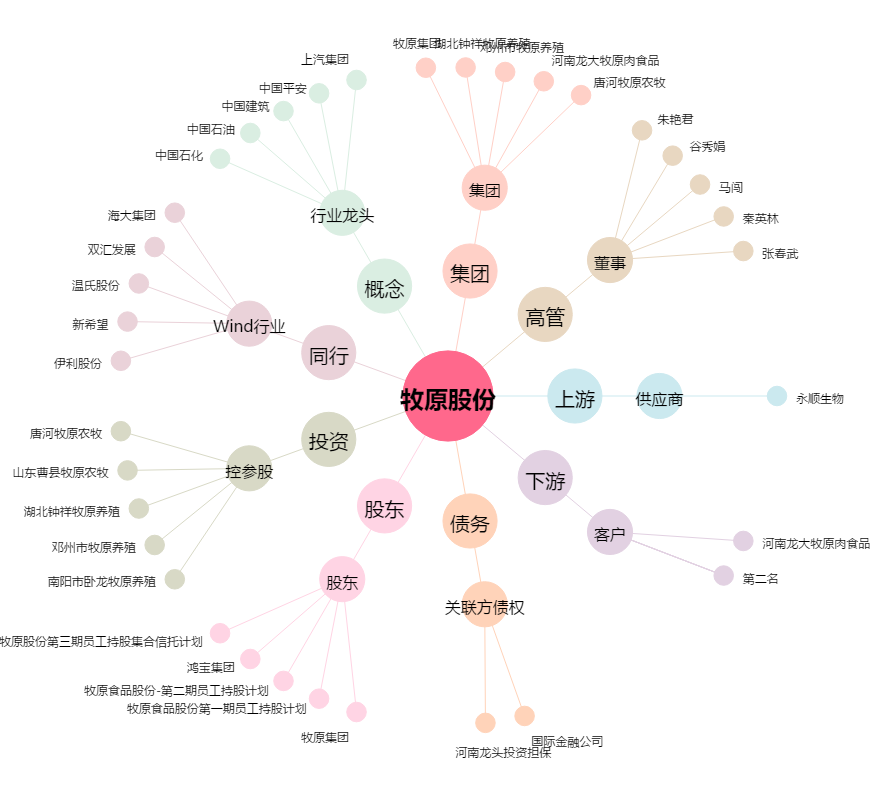 牧原集团
湖北钟祥牧原养殖
邓州市牧原养殖
上汽集团
河南龙大牧原肉食品
中国平安
唐河牧原农牧
中国建筑
朱艳君
中国石油
谷秀娟
中国石化
集团
马闯
海大集团
行业龙头
秦英林
双汇发展
张春武
董事
集团
温氏股份
概念
高管
新希望
Wind行业
同行
伊利股份
牧原股份
上游
供应商
永顺生物
唐河牧原农牧
投资
山东曹县牧原农牧
控参股
下游
湖北钟祥牧原养殖
股东
债务
邓州市牧原养殖
客户
河南龙大牧原肉食品
南阳市卧龙牧原养殖
股东
第二名
关联方债权
牧原股份第三期员工持股集合信托计划
鸿宝集团
牧原食品股份-第二期员工持股计划
牧原食品股份第一期员工持股计划
牧原集团
国际金融公司
河南龙头投资担保